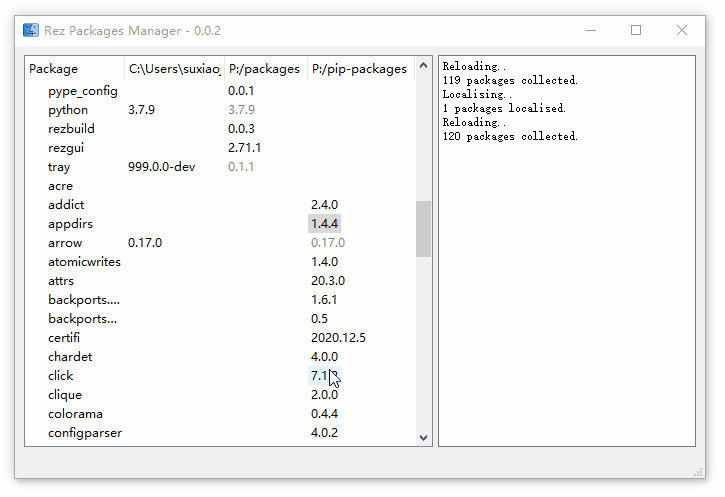 Rez Packages Manager - 0.0.2
Package C:\Users\suxiaoj P:/packages P:/pip-packages
pype_config 0.0.1
python 3.7.9 3.7.9
rezbuild 0.0.3
rezgui 2.71.1
tray 999.0.0-dev 0.1.1
acre
addict 2.4.0
appdirs 1.4.4
arrow 0.17.0 0.17.0
atomicwrites 1.4.0
attrs 20.3.0
backports.... 1.6.1
backports... 0.5
certifi 2020.12.5
chardet 4.0.0
click
clique 2.0.0
colorama 0.4.4
configparser 4.0.2
Reloading..
119 packages collected.
Localising..
1 packages localised.
Reloading..
120 packages collected.